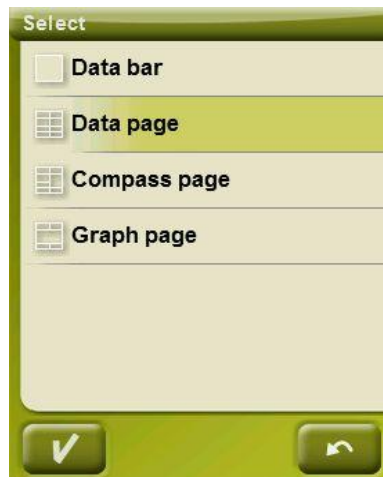 Select
Data bar
Data page
Compass page
Graph page